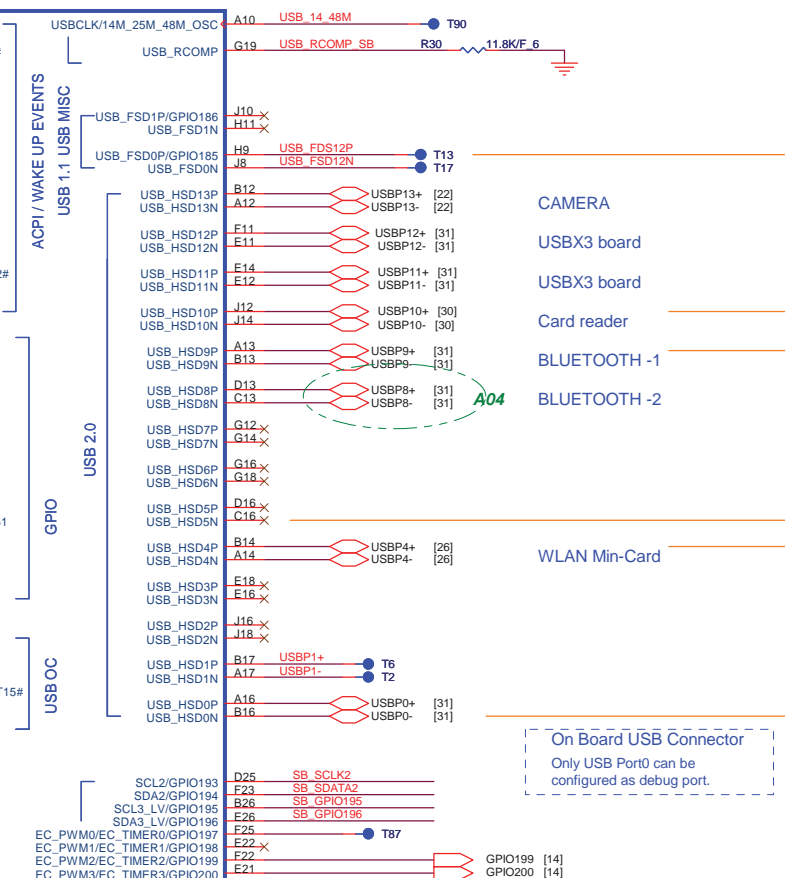 USBCLK/14M_25M_48M_OSC A10 USB_14_48M T90
USB_RCOMP G19 USB_RCOMP_SB R30 11.8K/F_6
ACPI / WAKE UP EVENTS
USB 1.1 USB MISC
USB_FSD1P/GPIO186 J10
USB_FSD1N H11
USB_FSD0P/GPIO185 H9 USB_FDS12P T13
USB_FSD0N J8 USB_FSD12N T17
USB_HSD13P B12 USBP13+ [22]
USB_HSD13N A12 USBP13- [22]
CAMERA
USB_HSD12P F11 USBP12+ [31]
USB_HSD12N E11 USBP12- [31]
USBX3 board
2#
USB_HSD11P E14 USBP11+ [31]
USB_HSD11N E12 USBP11- [31]
USBX3 board
USB_HSD10P J12 USBP10+ [30]
USB_HSD10N J14 USBP10- [30]
Card reader
USB_HSD9P A13 USBP9+ [31]
USB_HSD9N B13 USBP9- [31]
BLUETOOTH -1
USB_HSD8P D13 USBP8+ [31]
USB_HSD8N C13 USBP8- [31]
A04
BLUETOOTH -2
USB 2.0
USB_HSD7P G12
USB_HSD7N G14
USB_HSD6P G16
USB_HSD6N G18
GPIO
USB_HSD5P D16
USB_HSD5N C16
1
USB_HSD4P B14 USBP4+ [26]
USB_HSD4N A14 USBP4- [26]
WLAN Min-Card
USB_HSD3P E18
USB_HSD3N E16
USB_HSD2P J16
USB_HSD2N J18
USB OC
USB_HSD1P B17 USBP1+ T6
USB_HSD1N A17 USBP1- T2
T15#
USB_HSD0P A16 USBP0+ [31]
USB_HSD0N B16 USBP0- [31]
On Board USB Connector
Only USB Port0 can be
configured as debug port.
SCL2/GPIO193 D25 SB_SCLK2
SDA2/GPIO194 F23 SB_SDATA2
SCL3_LV/GPIO195 B26 SB_GPIO195
SDA3_LV/GPIO196 E26 SB_GPIO196
EC_PWM0/EC_TIMER0/GPIO197 F25 T87
EC_PWM1/EC_TIMER1/GPIO198 E22
EC_PWM2/EC_TIMER2/GPIO199 F22 GPIO199 [14]
EC_PWM3/EC_TIMER3/GPIO200 E21 GPIO200 [14]